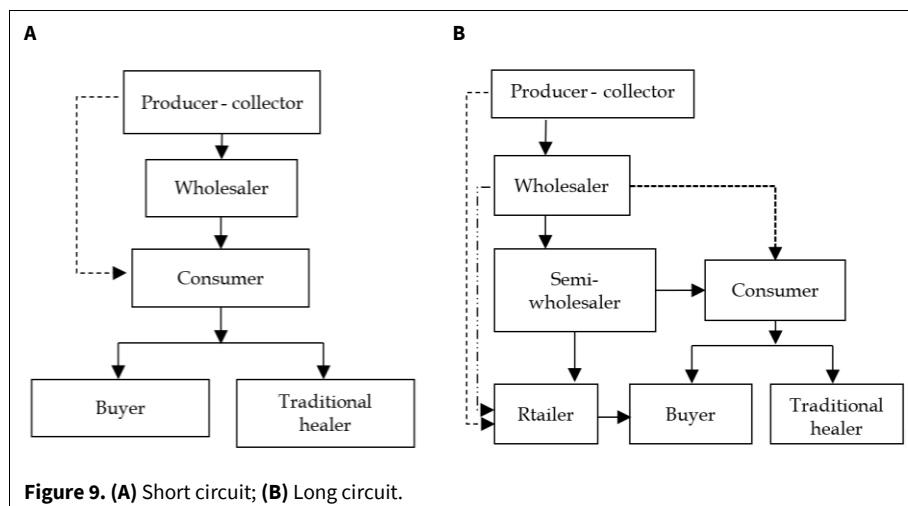 A
Producer - collector
Wholesaler
Consumer
Buyer
Traditional
healer
B
Producer - collector
Wholesaler
Semi-
wholesaler
Consumer
Rtailer
Buyer
Traditional
healer
Figure 9. (A) Short circuit; (B) Long circuit.